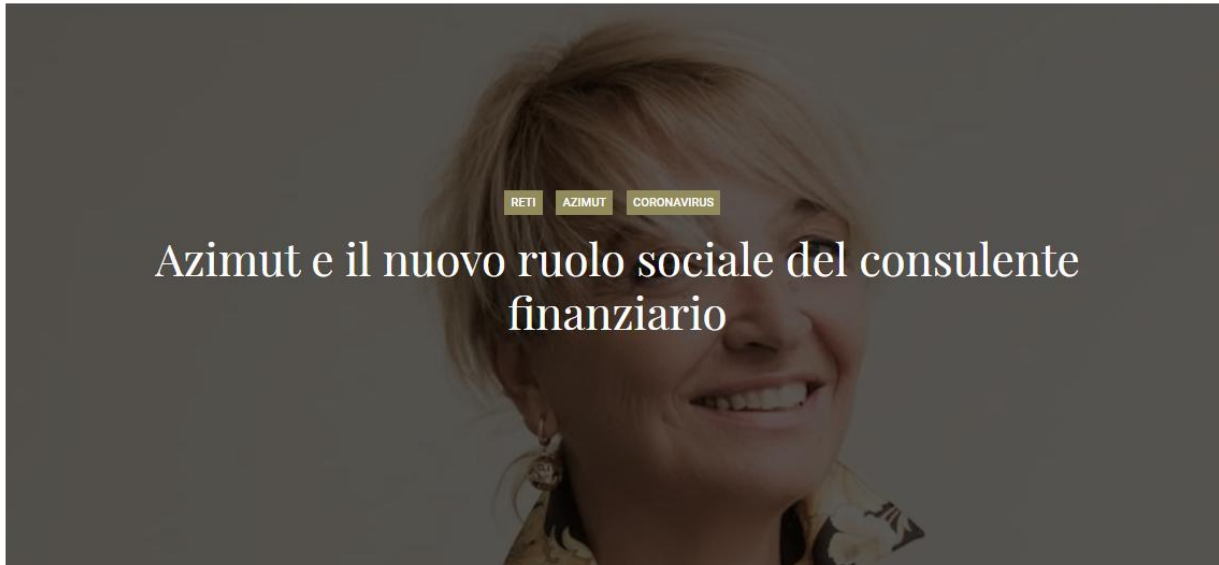 RETI AZIMUT CORONAVIRUS
Azimut e il nuovo ruolo sociale del consulente
finanziario